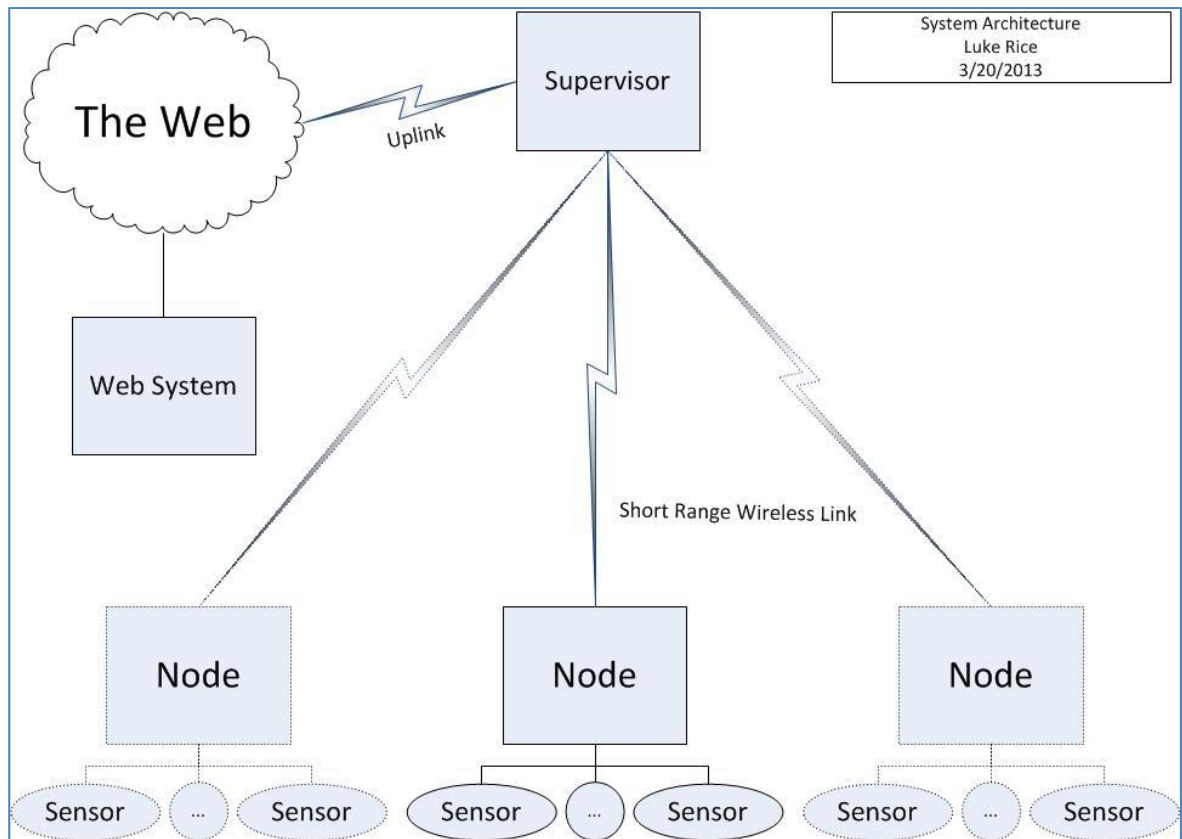 System Architecture
Luke Rice
3/20/2013
The Web
Uplink
Supervisor
Web System
Short Range Wireless Link
Node
Node
Node
Sensor
...
Sensor
Sensor
...
Sensor
Sensor
...
Sensor